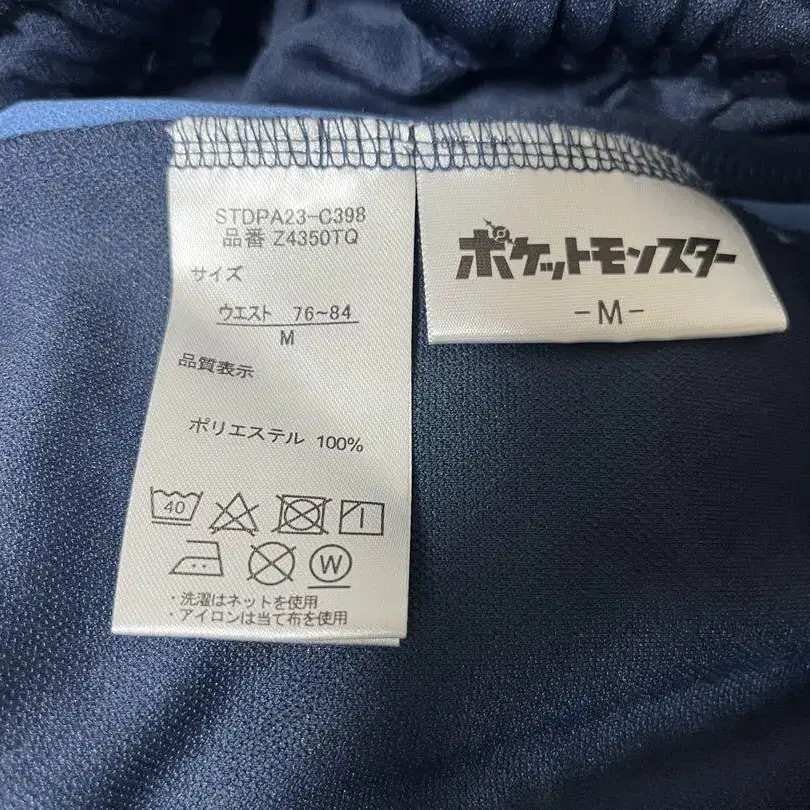 STDPA23-C398
品番 Z4350TQ
サイズ
ウエスト 76~84
M
品質表示
ポリエステル 100%
40
W
・洗濯はネットを使用
・アイロンは当て布を使用
ポケットモンスター
-M-